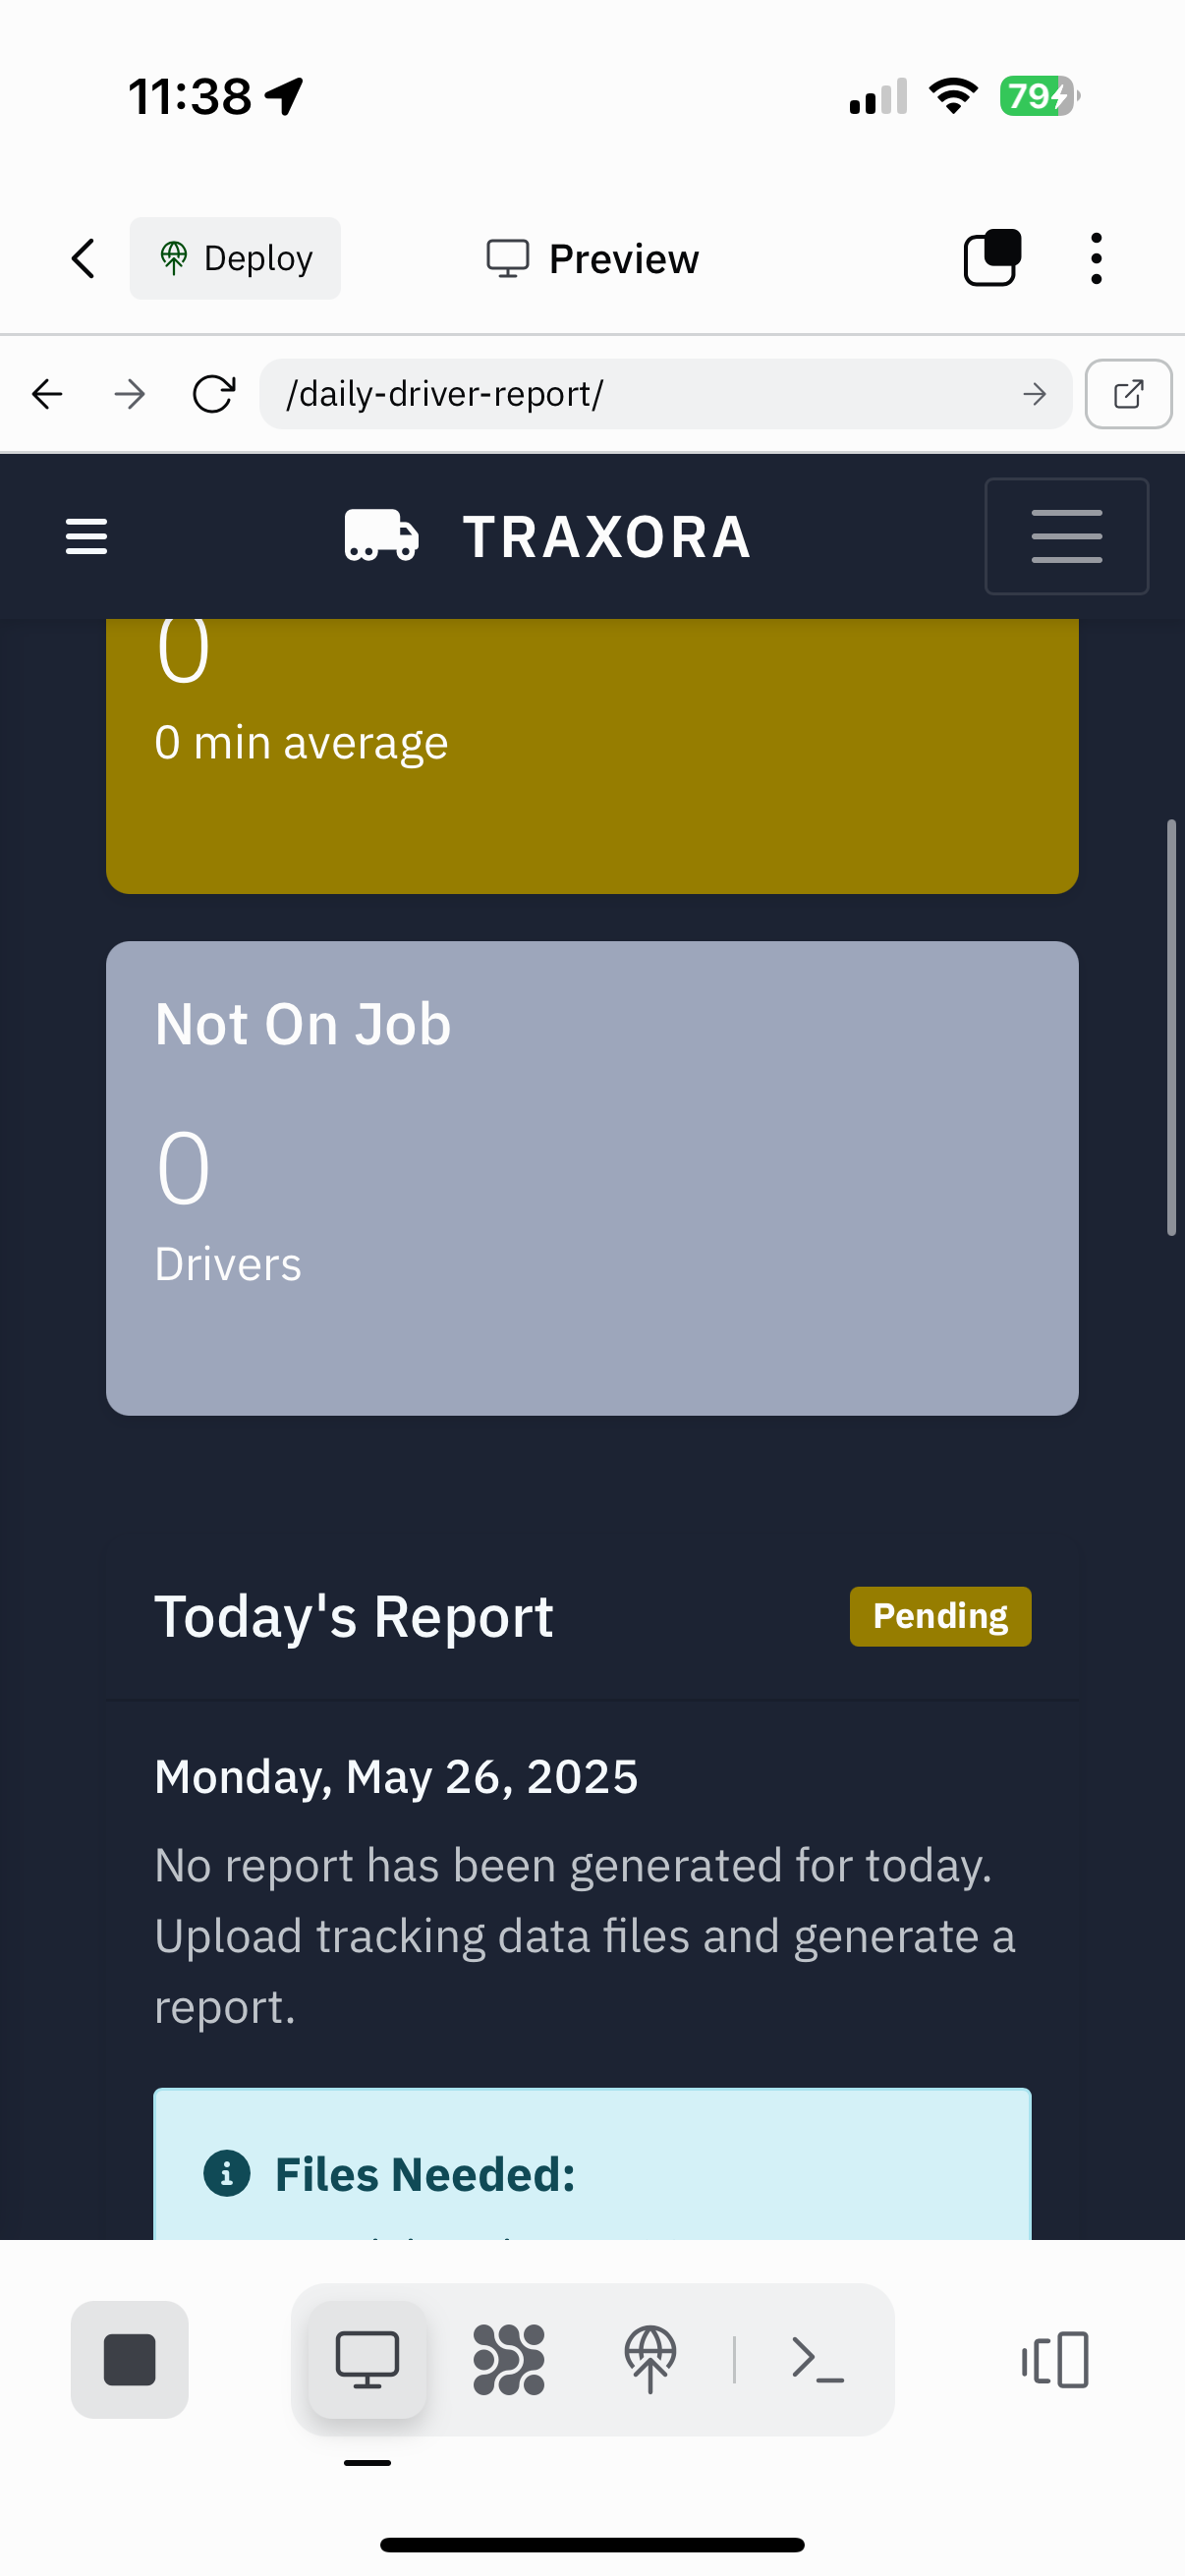 11:38
79
Deploy
Preview
/daily-driver-report/
TRAXORA
0
0 min average
Not On Job
0
Drivers
Today's Report
Pending
Monday, May 26, 2025
No report has been generated for today.
Upload tracking data files and generate a
report.
Files Needed: